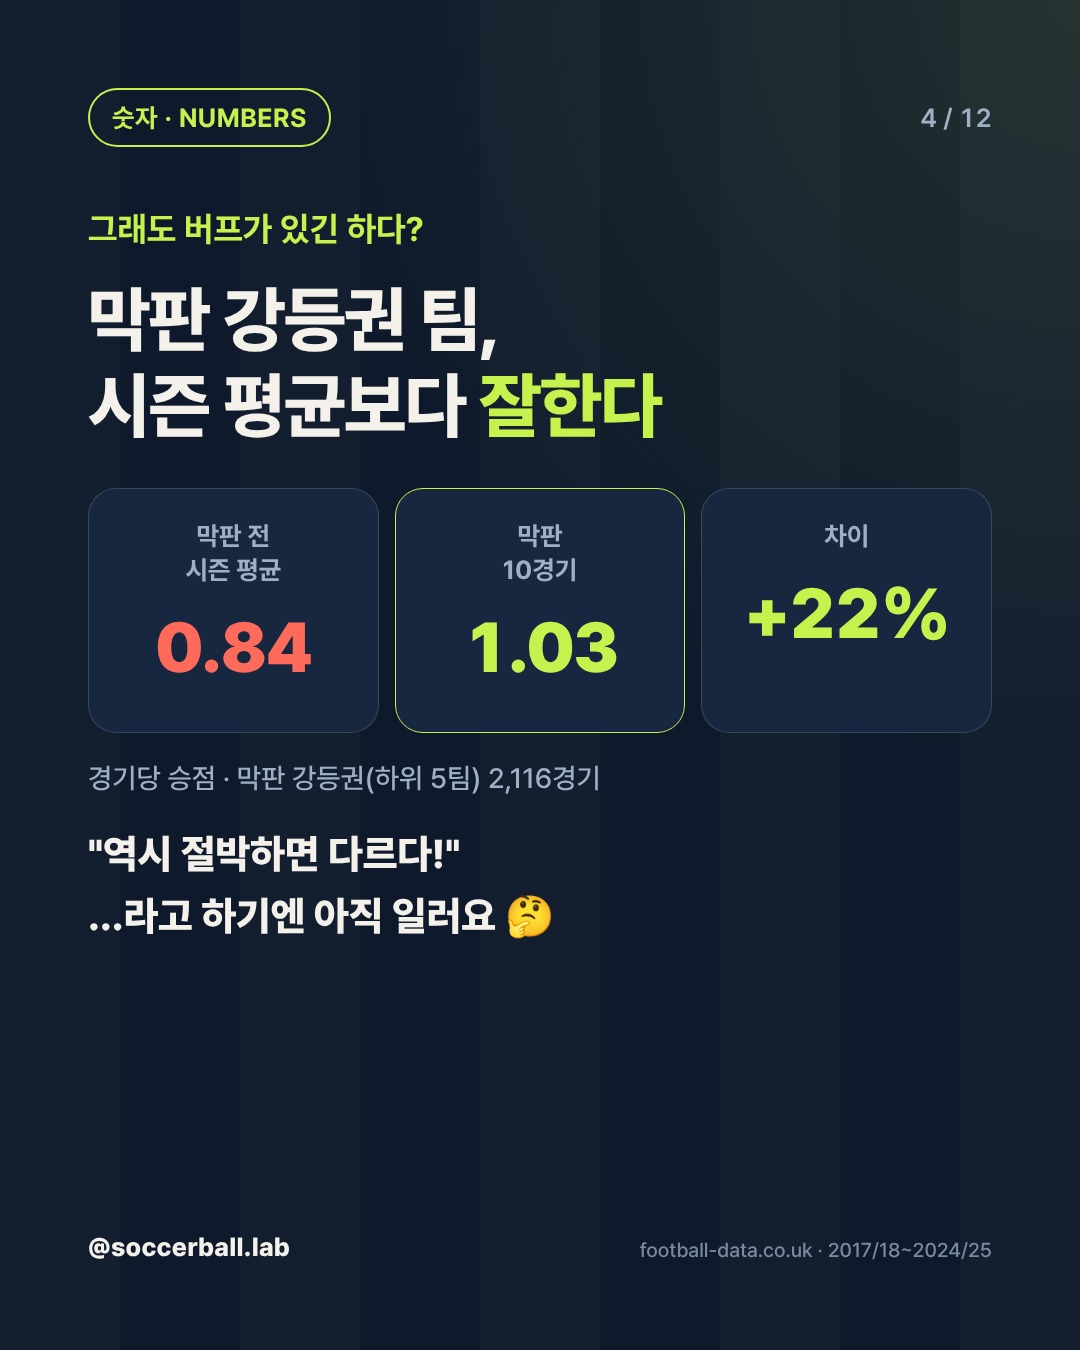 숫자 · NUMBERS
4 / 12
그래도 버프가 있긴 하다?
막판 강등권 팀,
시즌 평균보다 잘한다
막판 전
시즌 평균
0.84
막판
10경기
1.03
차이
+22%
경기당 승점 · 막판 강등권(하위 5팀) 2,116경기
"역시 절박하면 다르다!"
...라고 하기엔 아직 일러요 🤔
@soccerball.lab
football-data.co.uk · 2017/18~2024/25